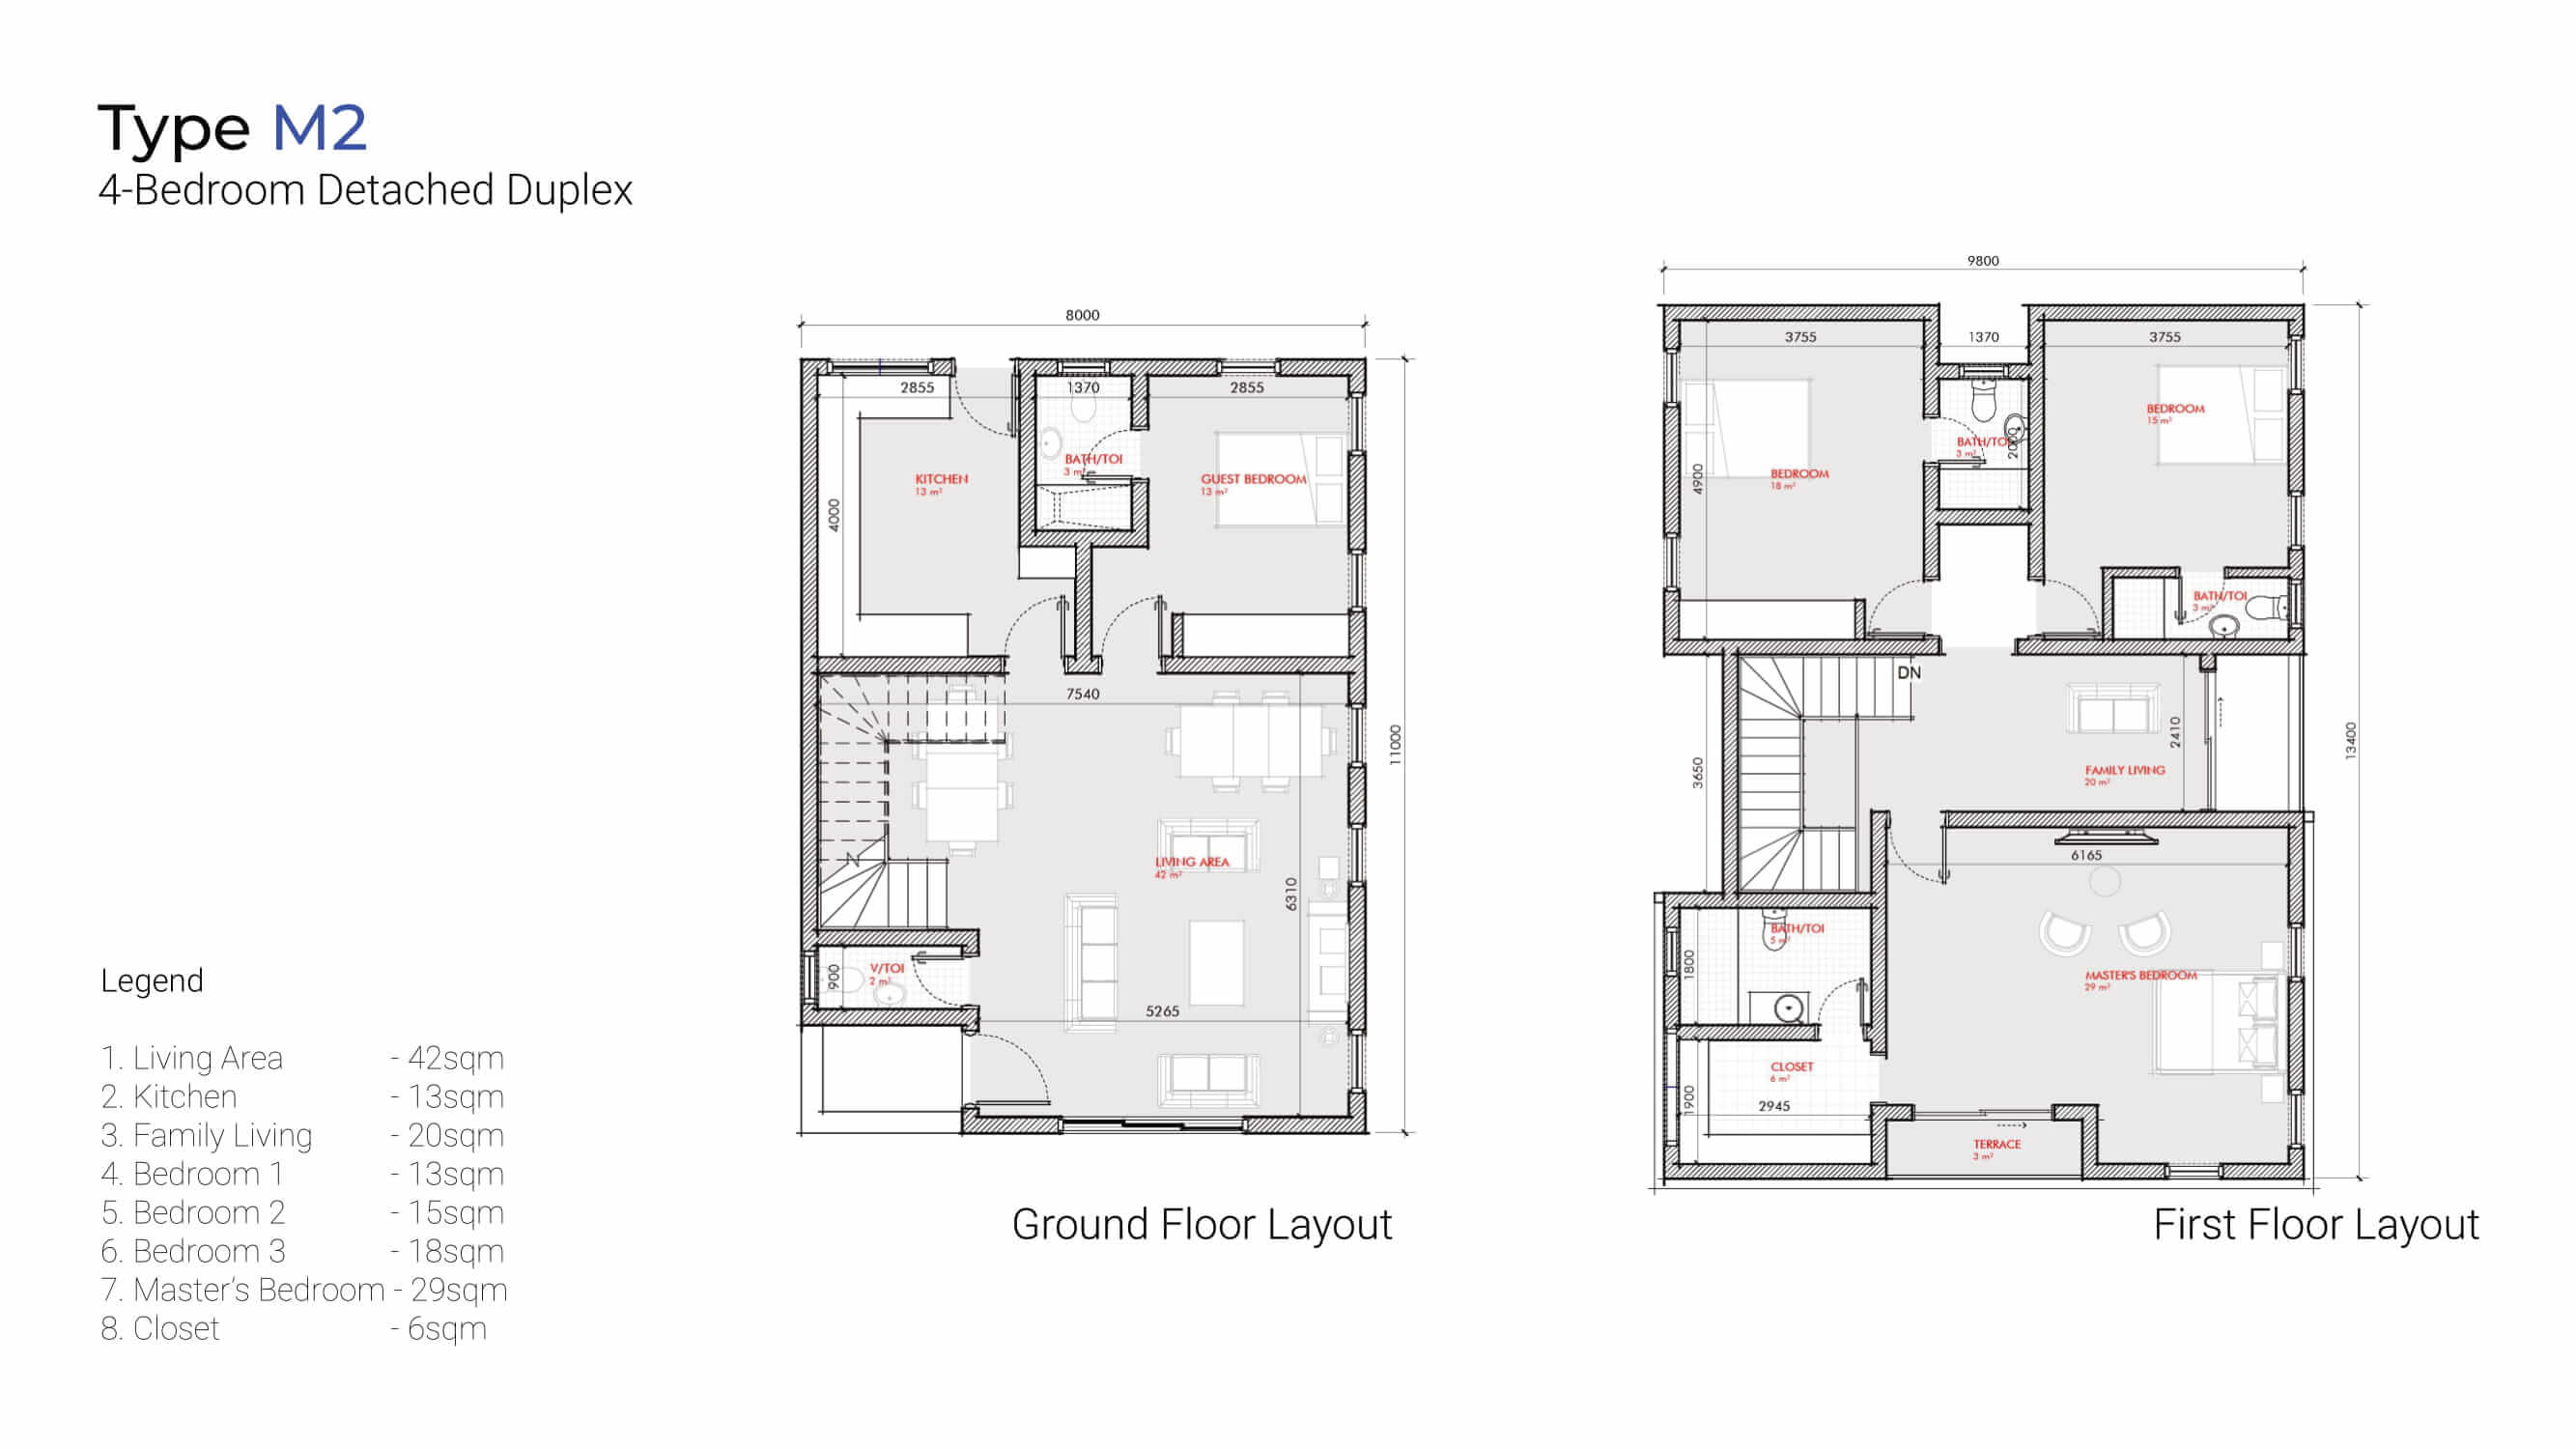 Type M2
4-Bedroom Detached Duplex
Legend
1. Living Area - 42sqm
2. Kitchen - 13sqm
3. Family Living - 20sqm
4. Bedroom 1 - 13sqm
5. Bedroom 2 - 15sqm
6. Bedroom 3 - 18sqm
7. Master's Bedroom - 29sqm
8. Closet - 6sqm
8000
2855
1370
2855
BATH/TOI
3 m²
KITCHEN
13 m²
GUEST BEDROOM
13 m²
4000
7540
11000
LIVING AREA
42 m²
6310
V/TOI
2 m²
900
5265
Ground Floor Layout
9800
3755
1370
3755
BEDROOM
15 m²
BATH/TOI
3 m²
2000
BEDROOM
18 m²
4900
BATH/TOI
3 m²
DN
2410
13400
FAMILY LIVING
20 m²
3650
6165
BATH/TOI
5 m²
1800
MASTER'S BEDROOM
29 m²
CLOSET
6 m²
1900
2945
TERRACE
3 m²
First Floor Layout